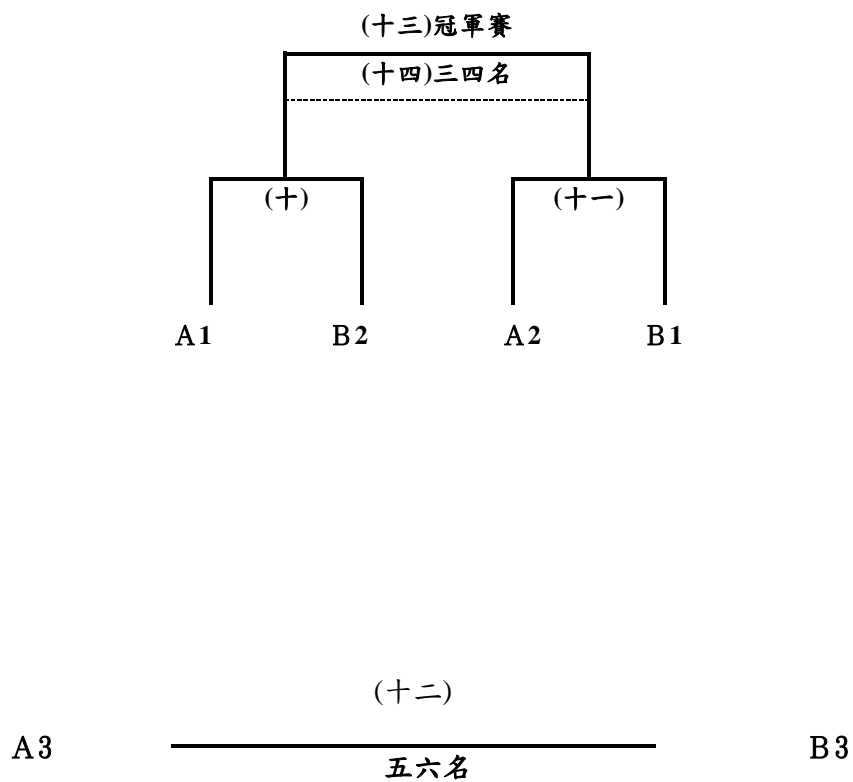 (十三)冠軍賽
(十四)三四名
(十) (十一)
A1 B2 A2 B1
(十二)
A3 B3
五六名